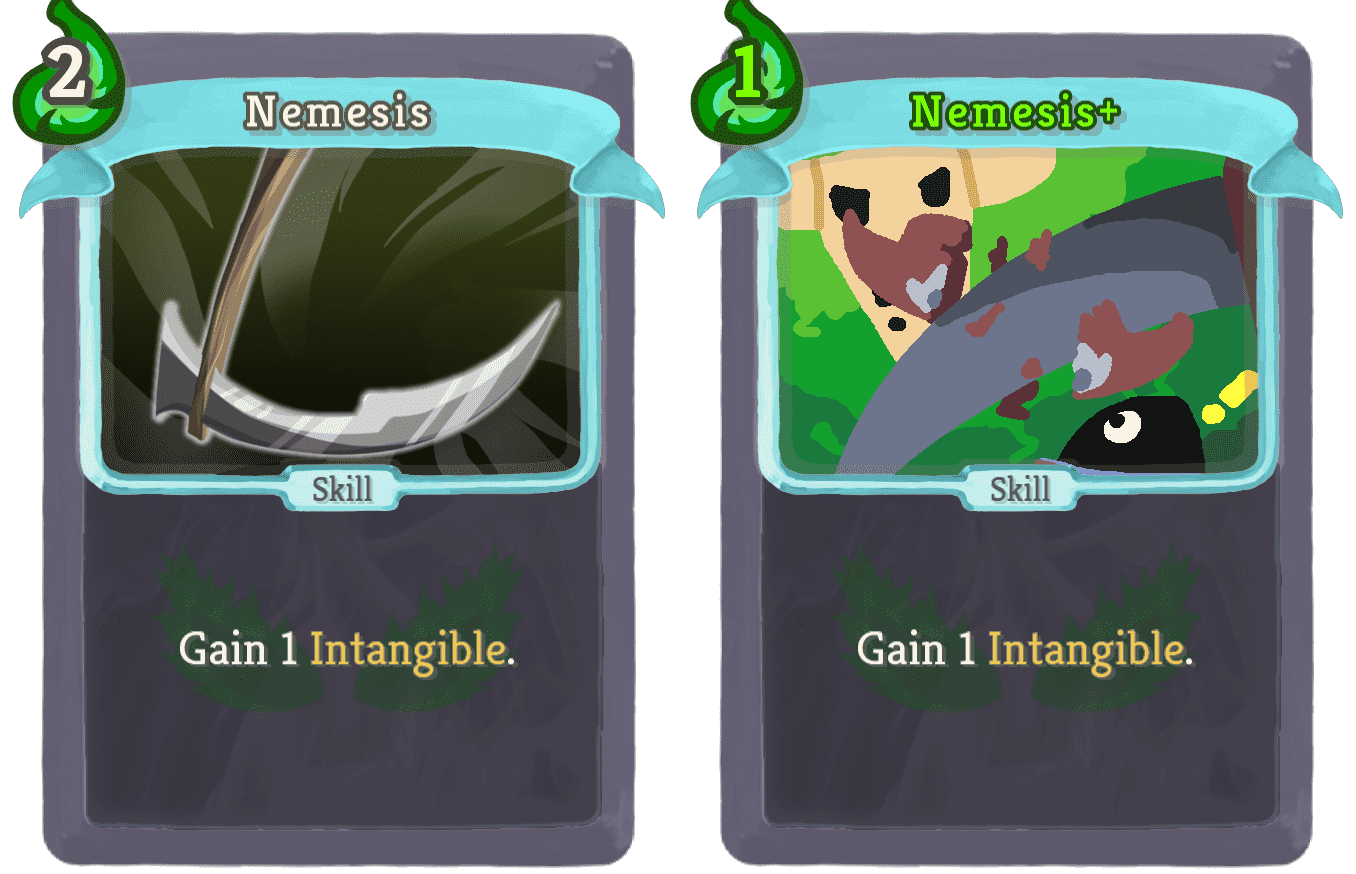 2
Nemesis
Skill
Gain 1 Intangible.
1
Nemesis+
Skill
Gain 1 Intangible.